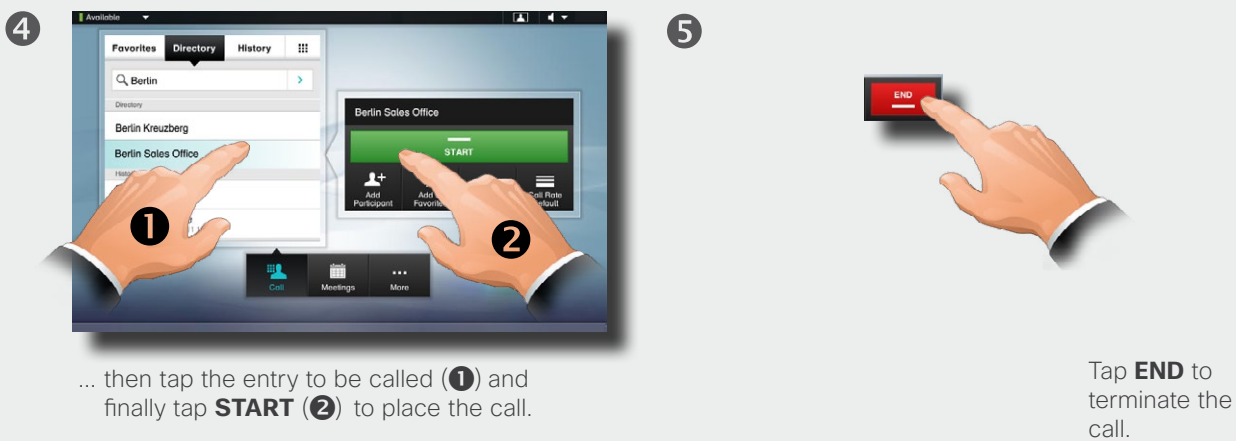 4
Available
Favorites Directory History
Berlin
Directory
Berlin Kreuzberg
Berlin Sales Office
Berlin Sales Office
START
Add
Participant
Add
Call Rate
Call
Meetings
More
1
2
... then tap the entry to be called (1) and
finally tap START (2) to place the call.
5
END
Tap END to
terminate the
call.